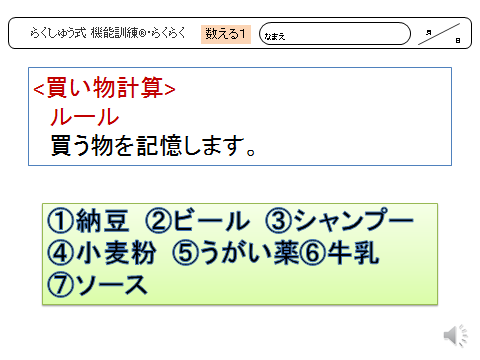 らくしゅう式 機能訓練®・らくらく 数える1 なまえ 月 日
<買い物計算>
ルール
買う物を記憶します。
①納豆 ②ビール ③シャンプー
④小麦粉 ⑤うがい薬⑥牛乳
⑦ソース